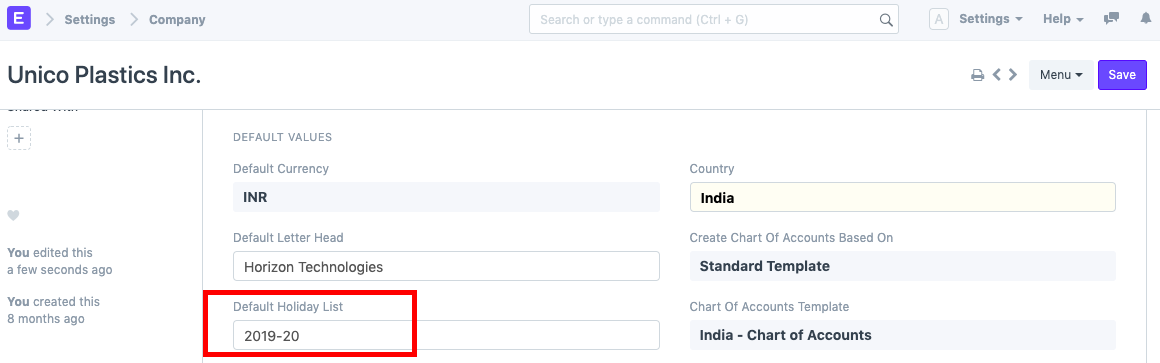 E Settings Company Search or type a command (Ctrl + G) A Settings Help
Unico Plastics Inc. Menu Save
Shared With
+
You edited this
a few seconds ago
You created this
8 months ago
DEFAULT VALUES
Default Currency Country
INR India
Default Letter Head Create Chart Of Accounts Based On
Horizon Technologies Standard Template
Default Holiday List Chart Of Accounts Template
2019-20 India - Chart of Accounts